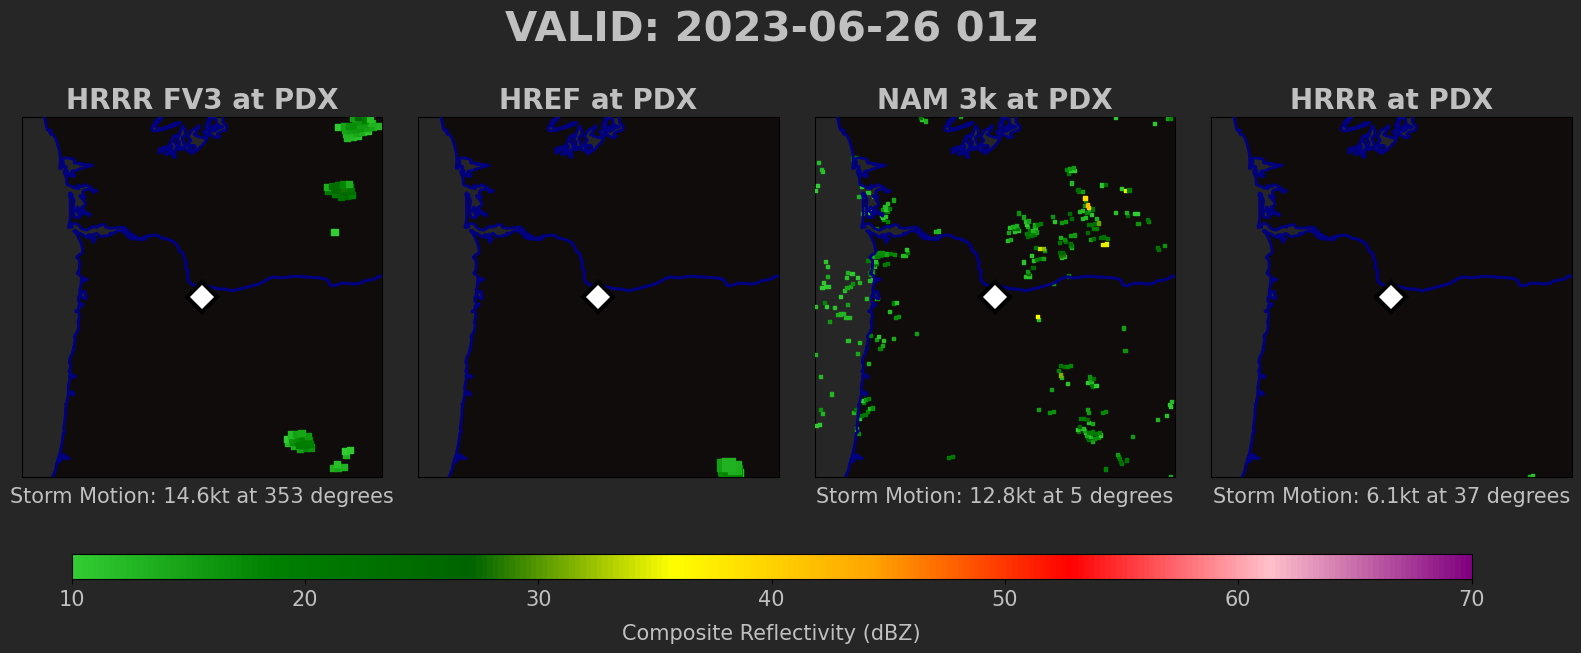 VALID: 2023-06-26 01z
HRRR FV3 at PDX
HREF at PDX
NAM 3k at PDX
HRRR at PDX
Storm Motion: 14.6kt at 353 degrees
Storm Motion: 12.8kt at 5 degrees
Storm Motion: 6.1kt at 37 degrees
10 20 30 40 50 60 70
Composite Reflectivity (dBZ)